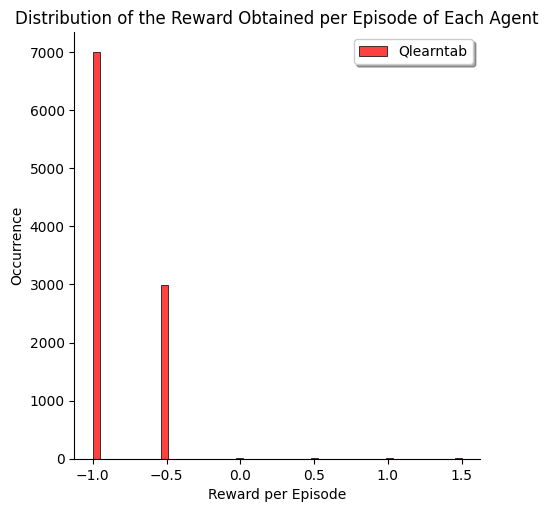 Distribution of the Reward Obtained per Episode of Each Agent
Qlearntab
7000
6000
5000
4000
3000
2000
1000
0
Occurrence
−1.0 −0.5 0.0 0.5 1.0 1.5
Reward per Episode